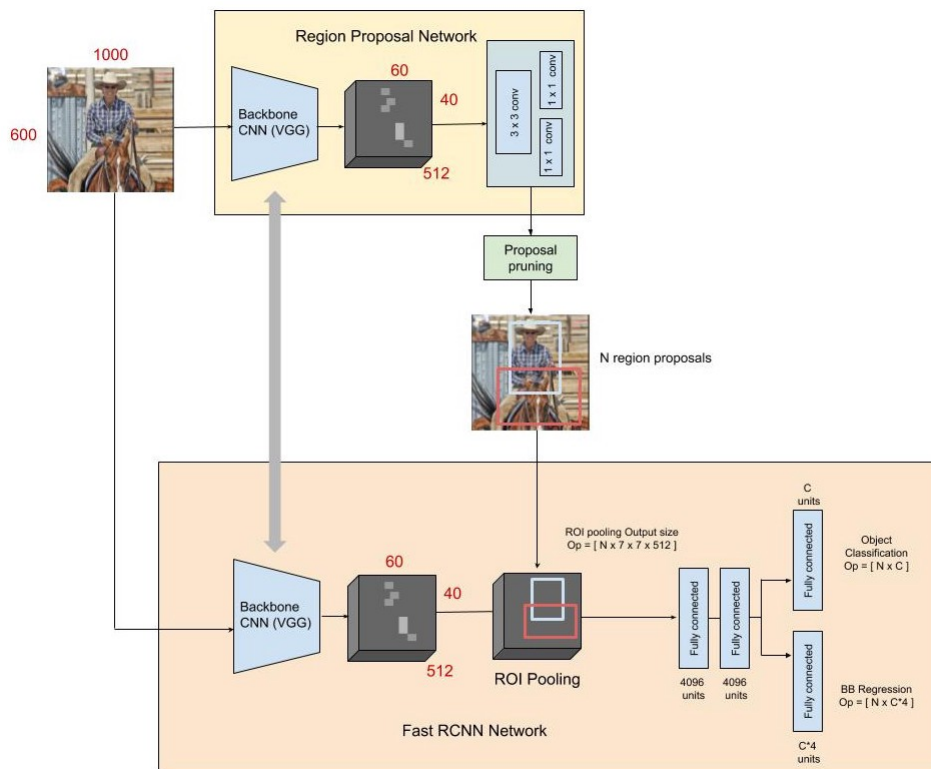 Region Proposal Network
1000
600
Backbone
CNN (VGG)
60
40
512
3 x 3 conv
1 x 1 conv
1 x 1 conv
Proposal
pruning
N region proposals
Backbone
CNN (VGG)
60
40
512
ROI pooling Output size
Op = [ N x 7 x 7 x 512 ]
ROI Pooling
Fully connected
4096
units
Fully connected
4096
units
C
units
Fully connected
Object
Classification
Op = [ N x C ]
Fully connected
BB Regression
Op = [ N x C*4 ]
C*4
units
Fast RCNN Network